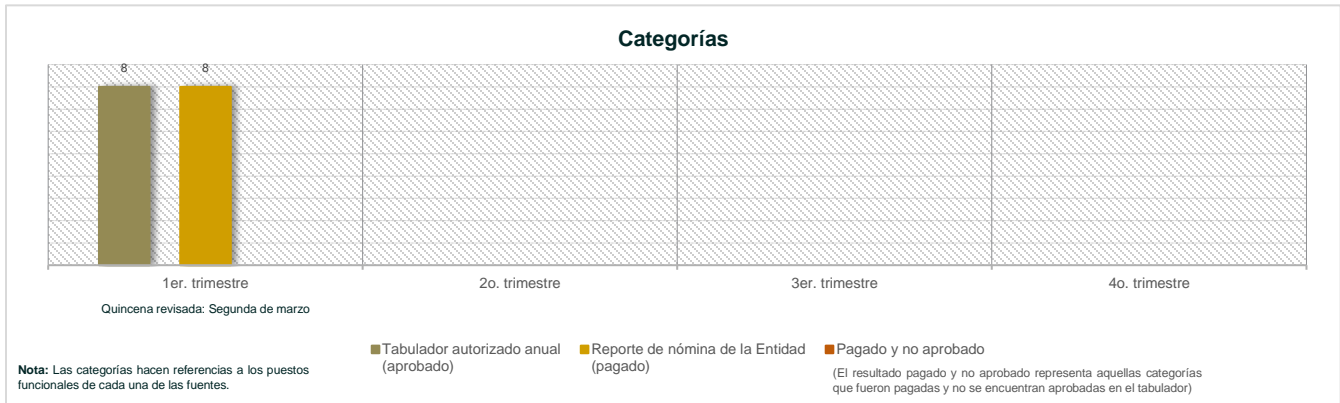 Categorías
8 8
1er. trimestre 2o. trimestre 3er. trimestre 4o. trimestre
Quincena revisada: Segunda de marzo
Tabulador autorizado anual
(aprobado)
Reporte de nómina de la Entidad
(pagado)
Pagado y no aprobado
(El resultado pagado y no aprobado representa aquellas categorías
que fueron pagadas y no se encuentran aprobadas en el tabulador)
Nota: Las categorías hacen referencias a los puestos
funcionales de cada una de las fuentes.